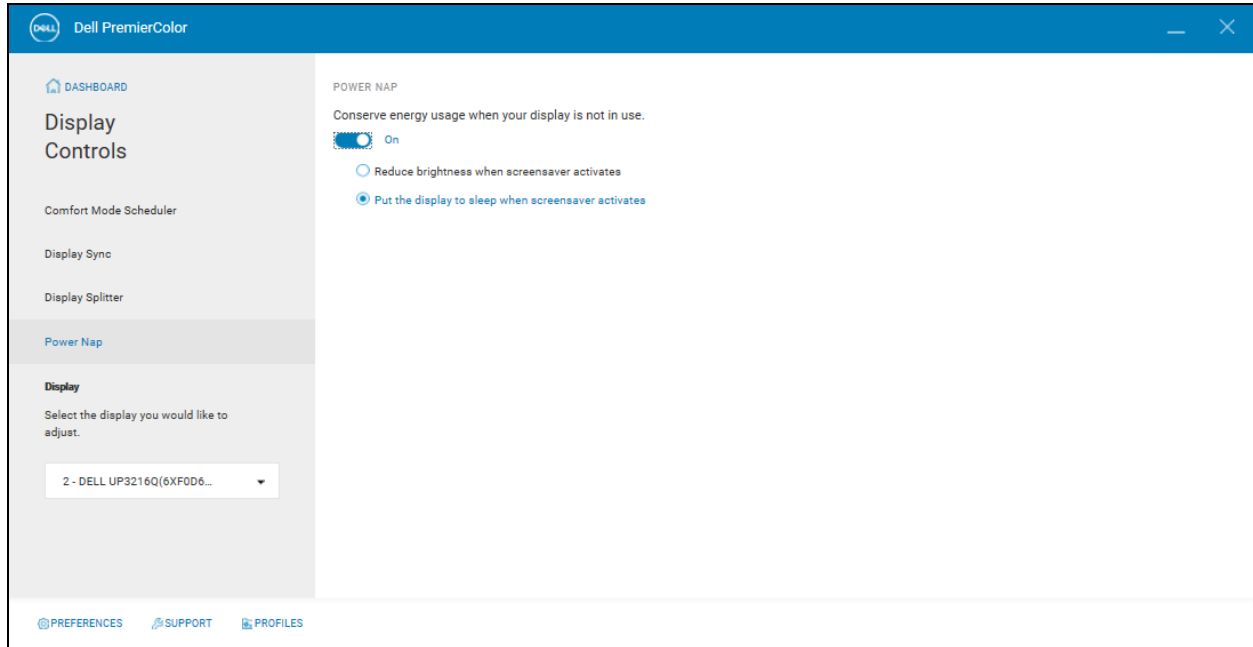 DELL
Dell PremierColor
DASHBOARD
Display
Controls
Comfort Mode Scheduler
Display Sync
Display Splitter
Power Nap
Display
Select the display you would like to
adjust.
2 - DELL UP3216Q(6XF0D6...
POWER NAP
Conserve energy usage when your display is not in use.
On
Reduce brightness when screensaver activates
Put the display to sleep when screensaver activates
PREFERENCES SUPPORT PROFILES